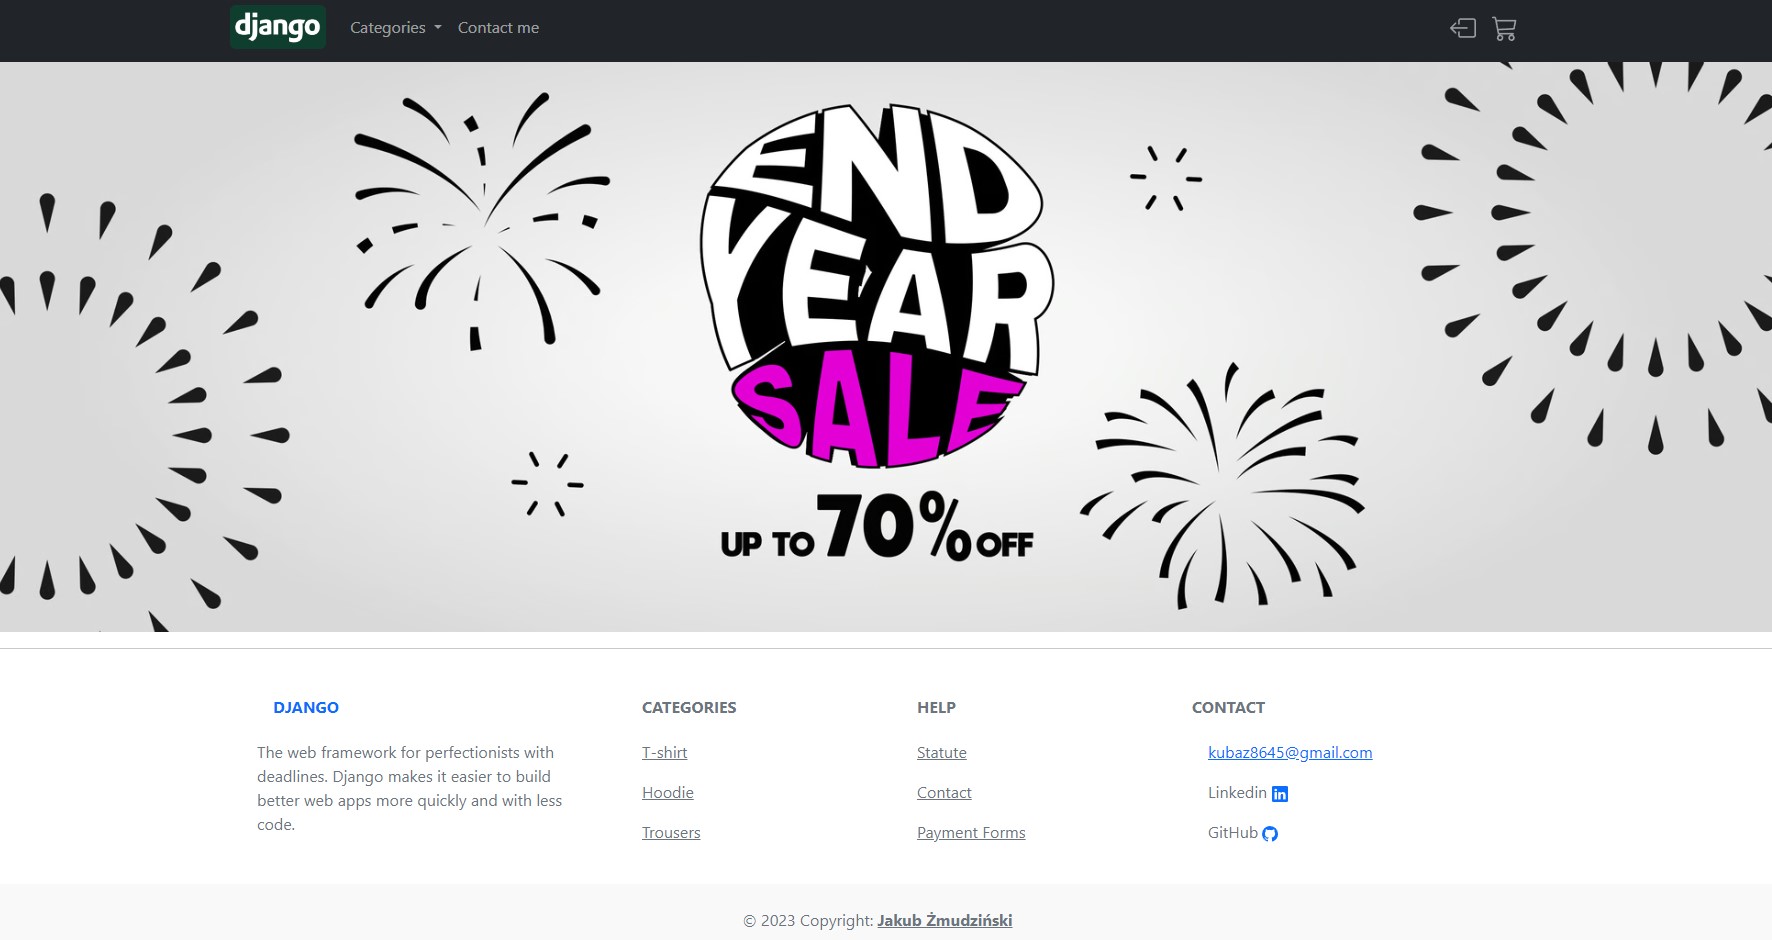 django
Categories
Contact me
END
YEAR
SALE
UP TO 70% OFF
DJANGO
The web framework for perfectionists with
deadlines. Django makes it easier to build
better web apps more quickly and with less
code.
CATEGORIES
T-shirt
Hoodie
Trousers
HELP
Statute
Contact
Payment Forms
CONTACT
kubaz8645@gmail.com
Linkedin in
GitHub
© 2023 Copyright: Jakub Żmudziński